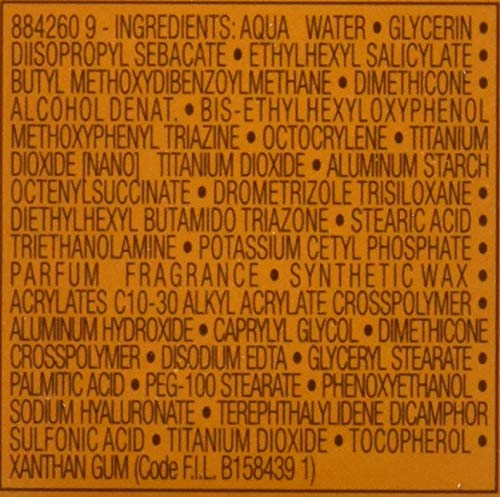 884260 9 - INGREDIENTS: AQUA WATER • GLYCERIN •
DIISOPROPYL SEBACATE • ETHYLHEXYL SALICYLATE •
BUTYL METHOXYDIBENZOYLMETHANE • DIMETHICONE •
ALCOHOL DENAT. • BIS-ETHYLHEXYLOXYPHENOL
METHOXYPHENYL TRIAZINE • OCTOCRYLENE • TITANIUM
DIOXIDE [NANO] TITANIUM DIOXIDE • ALUMiNUM STARCH
OCTENYLSUCCINATE • DROMETRIZOLE TRISILOXANE •
DIETHYLHEXYL BUTAMIDO TRIAZONE • STEARIC ACID •
TRIETHANOLAMINE • POTASSIUM CETYL PHOSPHATE •
PARFUM FRAGRANCE • SYNTHETIC WAX •
ACRYLATES C10-30 ALKYL ACRYLATE CROSSPOLYMER •
ALUMINUM HYDROXIDE • CAPRYLYL GLYCOL • DIMETHICONE
CROSSPOLYMER • DISODIUM EDTA • GLYCERYL STEARATE •
PALMITIC ACID • PEG-100 STEARATE • PHENOXYETHANOL •
SODIUM HYALURONATE • TEREPHTHALYLIDENE DICAMPHOR
SULFONIC ACID • TITANIUM DIOXIDE • TOCOPHEROL •
XANTHAN GUM (Code F.I.L. B158439 1)